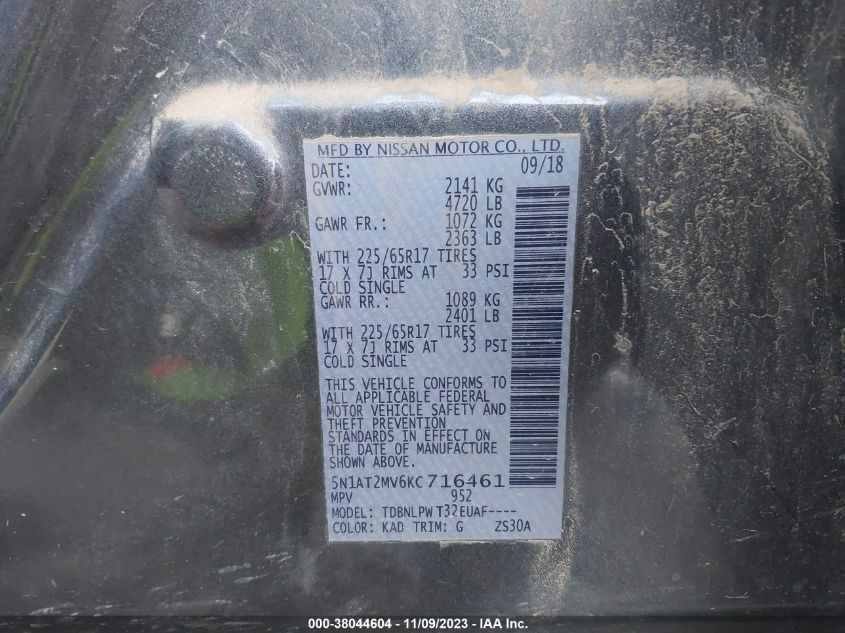 MFD BY NISSAN MOTOR CO., LTD.
DATE: 09/18
GVWR: 2141 KG
4720 LB
GAWR FR.: 1072 KG
2363 LB
WITH 225/65R17 TIRES
17 X 7J RIMS AT 33 PSI
COLD SINGLE
GAWR RR.: 1089 KG
2401 LB
WITH 225/65R17 TIRES
17 X 7J RIMS AT 33 PSI
COLD SINGLE
THIS VEHICLE CONFORMS TO
ALL APPLICABLE FEDERAL
MOTOR VEHICLE SAFETY AND
THEFT PREVENTION
STANDARDS IN EFFECT ON
THE DATE OF MANUFACTURE
SHOWN ABOVE.
5N1AT2MV6KC716461
MPV 952
MODEL: TDBNLPW T32EUAF----
COLOR: KAD TRIM: G ZS30A
000-38044604 - 11/09/2023 - IAA Inc.